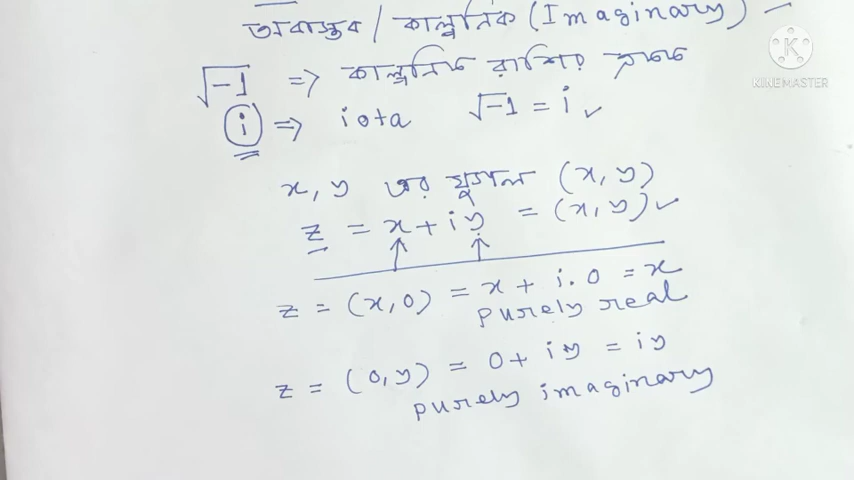 অবাস্তব / কাল্পনিক (Imaginary) –
√-1 => কাল্পনিক রাশির
i => iota √-1 = i ✓
x, y এর যুগল (x, y)
z = x + iy = (x, y) ✓
z = (x, 0) = x + i.0 = x
purely real
z = (0, y) = 0 + iy = iy
purely imaginary
K
KINEMASTER